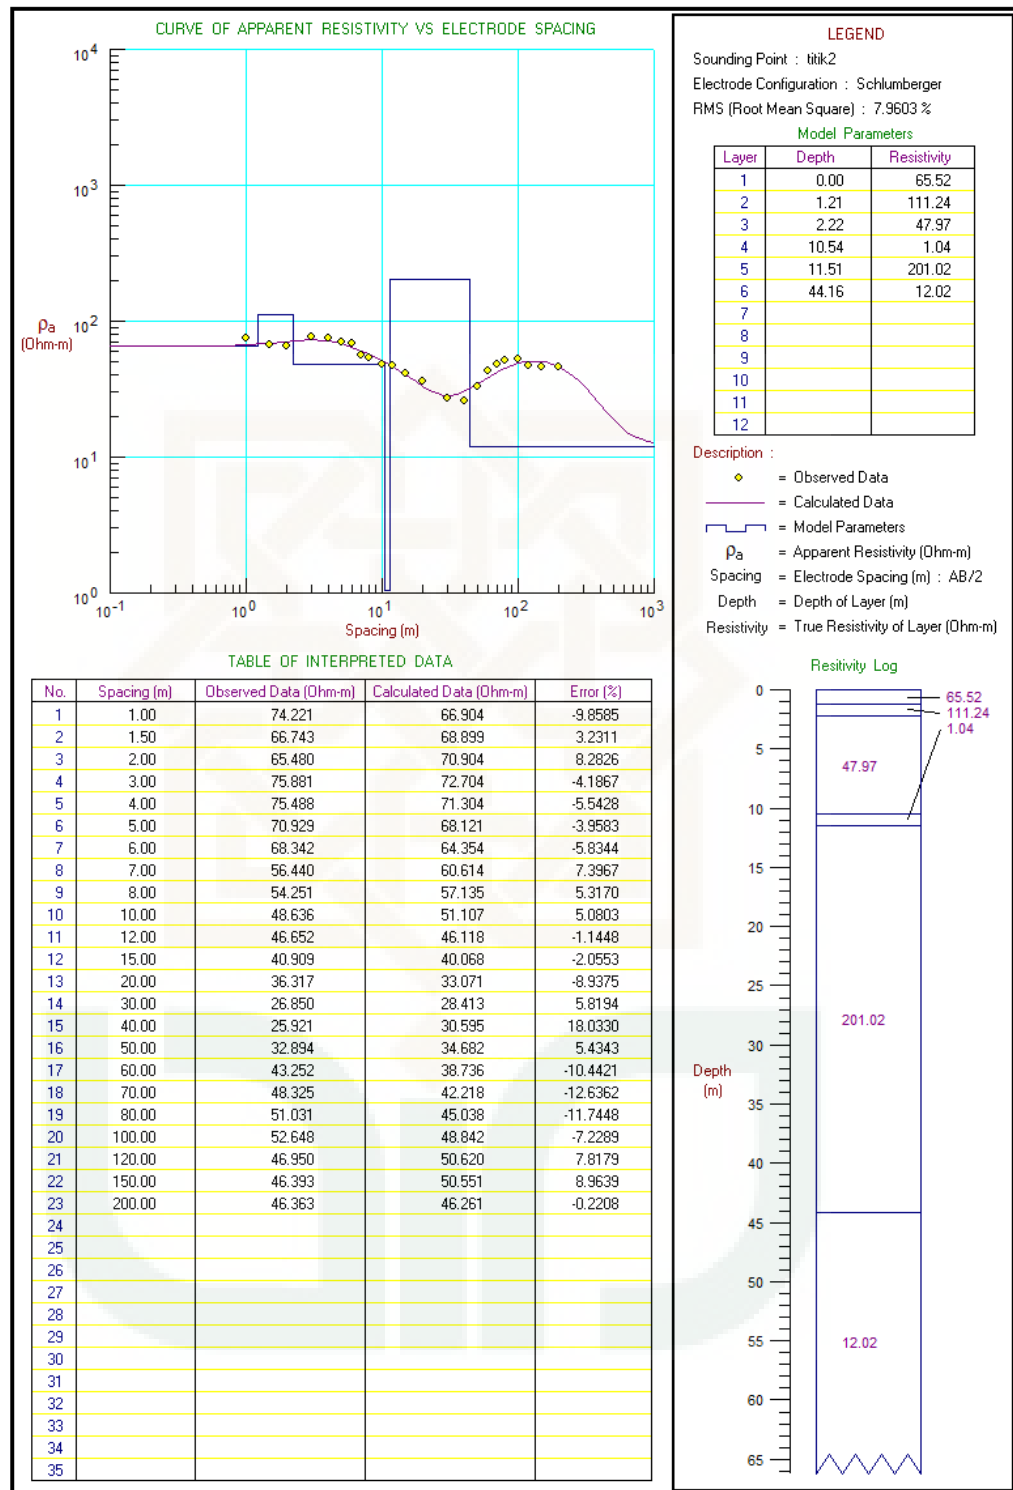 CURVE OF APPARENT RESISTIVITY VS ELECTRODE SPACING
10^4
10^3
10^2
10^1
10^0
ρa
(Ohm-m)
10^-1 10^0 10^1 10^2 10^3
Spacing (m)
LEGEND
Sounding Point : titik2
Electrode Configuration : Schlumberger
RMS (Root Mean Square) : 7.9603 %
Model Parameters
Layer Depth Resistivity
1 0.00 65.52
2 1.21 111.24
3 2.22 47.97
4 10.54 1.04
5 11.51 201.02
6 44.16 12.02
7
8
9
10
11
12
Description :
= Observed Data
= Calculated Data
= Model Parameters
ρa = Apparent Resistivity (Ohm-m)
Spacing = Electrode Spacing (m) : AB/2
Depth = Depth of Layer (m)
Resistivity = True Resistivity of Layer (Ohm-m)
TABLE OF INTERPRETED DATA
No. Spacing (m) Observed Data (Ohm-m) Calculated Data (Ohm-m) Error (%)
1 1.00 74.221 66.904 -9.8585
2 1.50 66.743 68.899 3.2311
3 2.00 65.480 70.904 8.2826
4 3.00 75.881 72.704 -4.1867
5 4.00 75.488 71.304 -5.5428
6 5.00 70.929 68.121 -3.9583
7 6.00 68.342 64.354 -5.8344
8 7.00 56.440 60.614 7.3967
9 8.00 54.251 57.135 5.3170
10 10.00 48.636 51.107 5.0803
11 12.00 46.652 46.118 -1.1448
12 15.00 40.909 40.068 -2.0553
13 20.00 36.317 33.071 -8.9375
14 30.00 26.850 28.413 5.8194
15 40.00 25.921 30.595 18.0330
16 50.00 32.894 34.682 5.4343
17 60.00 43.252 38.736 -10.4421
18 70.00 48.325 42.218 -12.6362
19 80.00 51.031 45.038 -11.7448
20 100.00 52.648 48.842 -7.2289
21 120.00 46.950 50.620 7.8179
22 150.00 46.393 50.551 8.9639
23 200.00 46.363 46.261 -0.2208
24
25
26
27
28
29
30
31
32
33
34
35
Resitivity Log
0
5
10
15
20
25
30
35
40
45
50
55
60
65
Depth
(m)
65.52
111.24
1.04
47.97
201.02
12.02